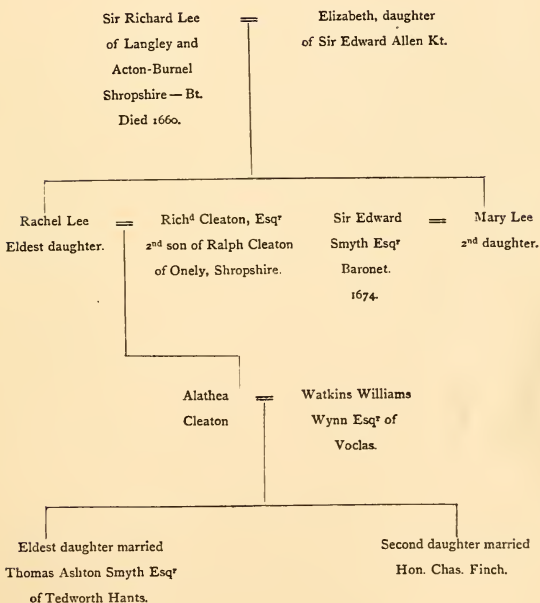 Sir Richard Lee
of Langley and
Acton-Burnel
Shropshire — Bt.
Died 1660.
=
Elizabeth, daughter
of Sir Edward Allen Kt.
Rachel Lee
Eldest daughter.
=
Richᵈ Cleaton, Esqʳ
2ⁿᵈ son of Ralph Cleaton
of Onely, Shropshire.
Sir Edward
Smyth Esqʳ
Baronet.
1674.
=
Mary Lee
2ⁿᵈ daughter.
Alathea
Cleaton
=
Watkins Williams
Wynn Esqʳ of
Voclas.
Eldest daughter married
Thomas Ashton Smyth Esqʳ
of Tedworth Hants.
Second daughter married
Hon. Chas. Finch.